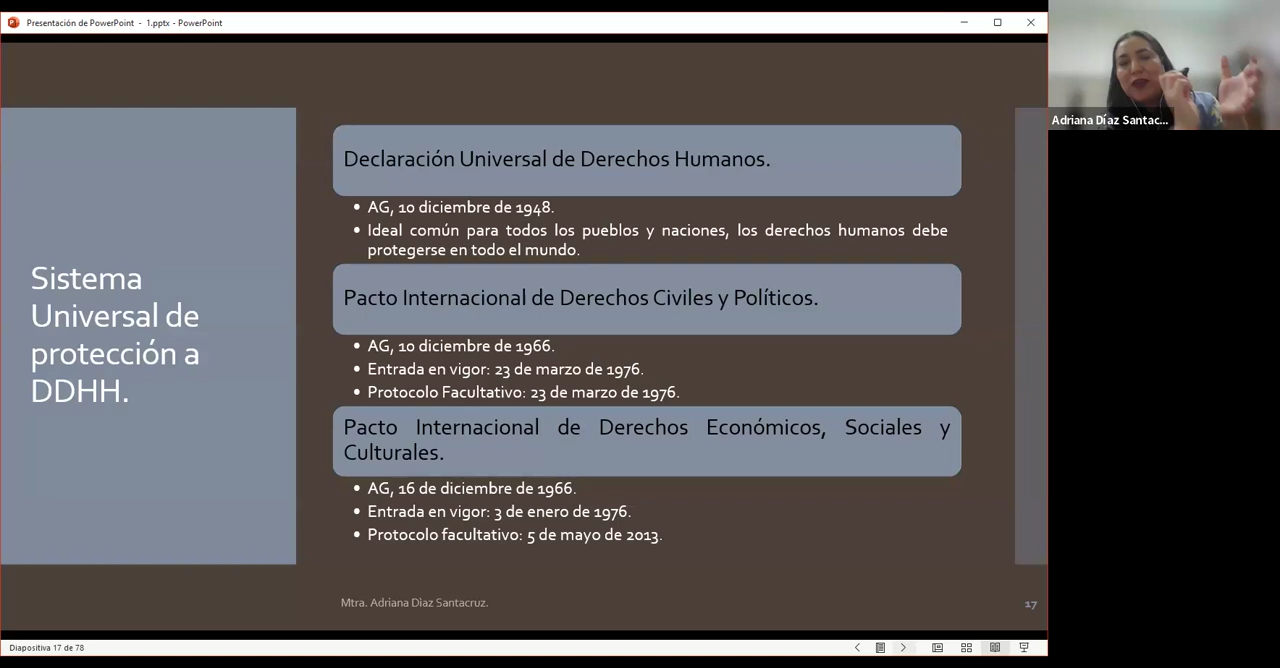 Presentación de PowerPoint - 1.pptx - PowerPoint
Adriana Díaz Santac...
Sistema
Universal de
protección a
DDHH.
Declaración Universal de Derechos Humanos.
• AG, 10 diciembre de 1948.
• Ideal común para todos los pueblos y naciones, los derechos humanos debe
protegerse en todo el mundo.
Pacto Internacional de Derechos Civiles y Políticos.
• AG, 10 diciembre de 1966.
• Entrada en vigor: 23 de marzo de 1976.
• Protocolo Facultativo: 23 de marzo de 1976.
Pacto Internacional de Derechos Económicos, Sociales y
Culturales.
• AG, 16 de diciembre de 1966.
• Entrada en vigor: 3 de enero de 1976.
• Protocolo facultativo: 5 de mayo de 2013.
Mtra. Adriana Dìaz Santacruz.
17
Diapositiva 17 de 78